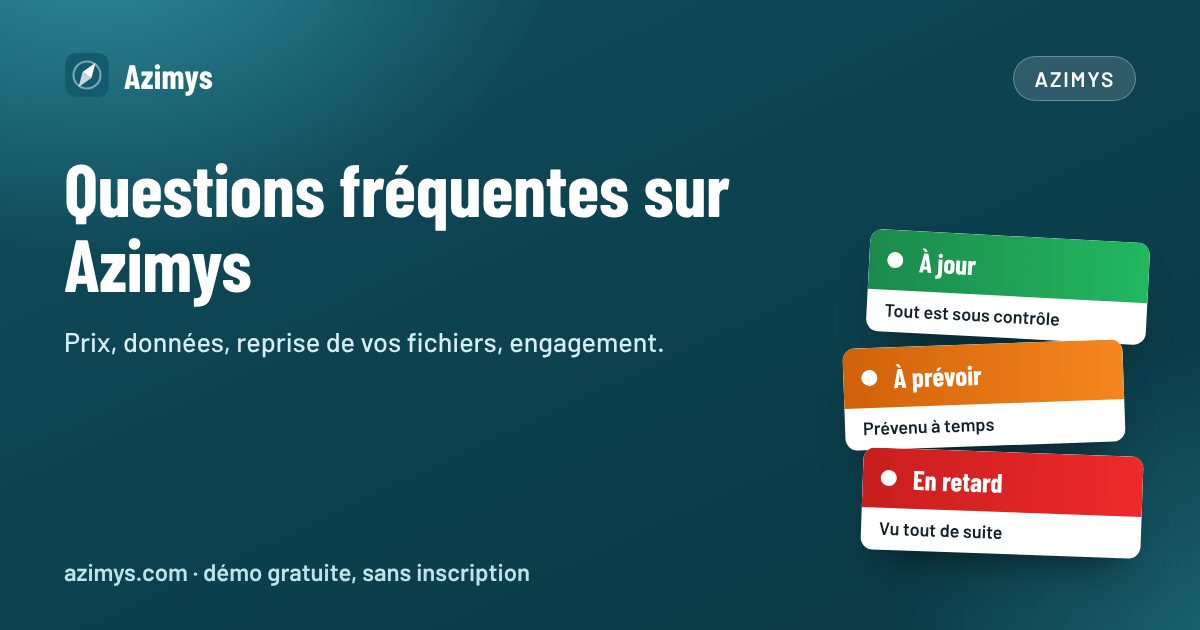 Azimys
AZIMYS
Questions fréquentes sur
Azimys
Prix, données, reprise de vos fichiers, engagement.
À jour
Tout est sous contrôle
À prévoir
Prévenu à temps
En retard
Vu tout de suite
azimys.com · démo gratuite, sans inscription